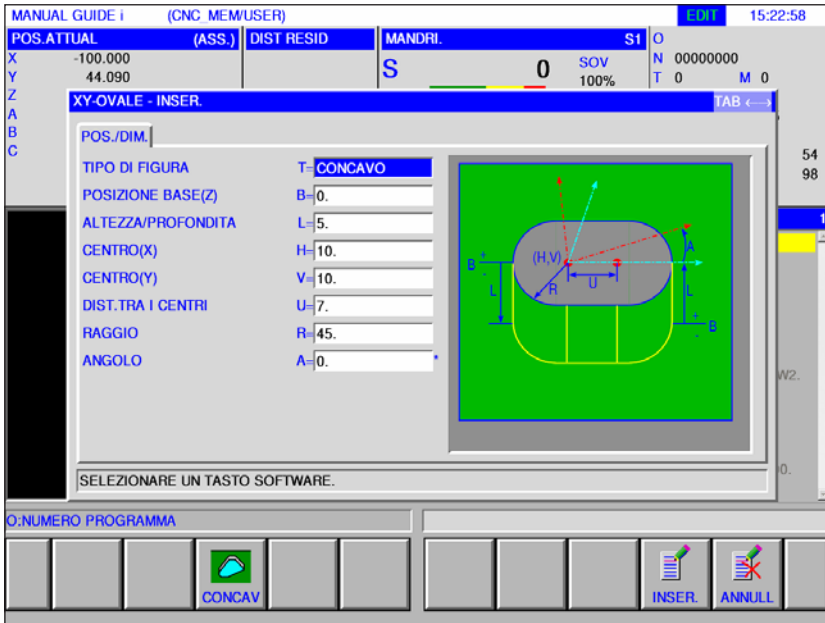 MANUAL GUIDE i (CNC_MEM/USER) EDIT 15:22:58
POS.ATTUAL (ASS.) DIST RESID MANDRI. S1 O
X -100.000 N 00000000
Y 44.090 S 0 SOV 100% T 0 M 0
Z
A
B
C
54
98
XY-OVALE - INSER. TAB
POS./DIM.
TIPO DI FIGURA T= CONCAVO
POSIZIONE BASE(Z) B= 0.
ALTEZZA/PROFONDITA L= 5.
CENTRO(X) H= 10.
CENTRO(Y) V= 10.
DIST.TRA I CENTRI U= 7.
RAGGIO R= 45.
ANGOLO A= 0. *
(H,V) A
B + - L R U L + - B
W2.
0.
SELEZIONARE UN TASTO SOFTWARE.
O:NUMERO PROGRAMMA
CONCAV INSER. ANNULL